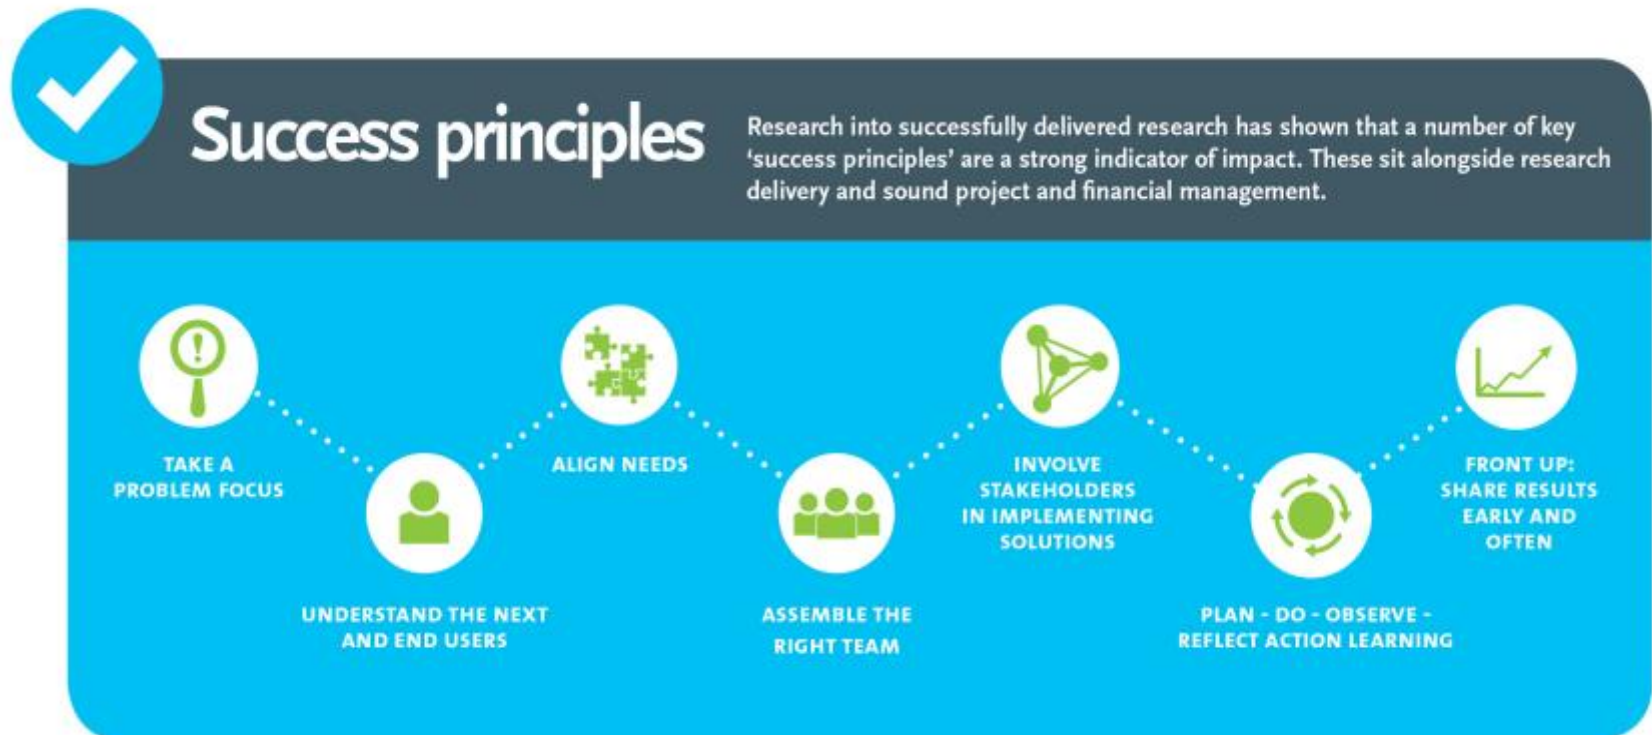 Success principles
Research into successfully delivered research has shown that a number of key
‘success principles’ are a strong indicator of impact. These sit alongside research
delivery and sound project and financial management.
TAKE A
PROBLEM FOCUS
UNDERSTAND THE NEXT
AND END USERS
ALIGN NEEDS
ASSEMBLE THE
RIGHT TEAM
INVOLVE
STAKEHOLDERS
IN IMPLEMENTING
SOLUTIONS
PLAN - DO - OBSERVE -
REFLECT ACTION LEARNING
FRONT UP:
SHARE RESULTS
EARLY AND
OFTEN